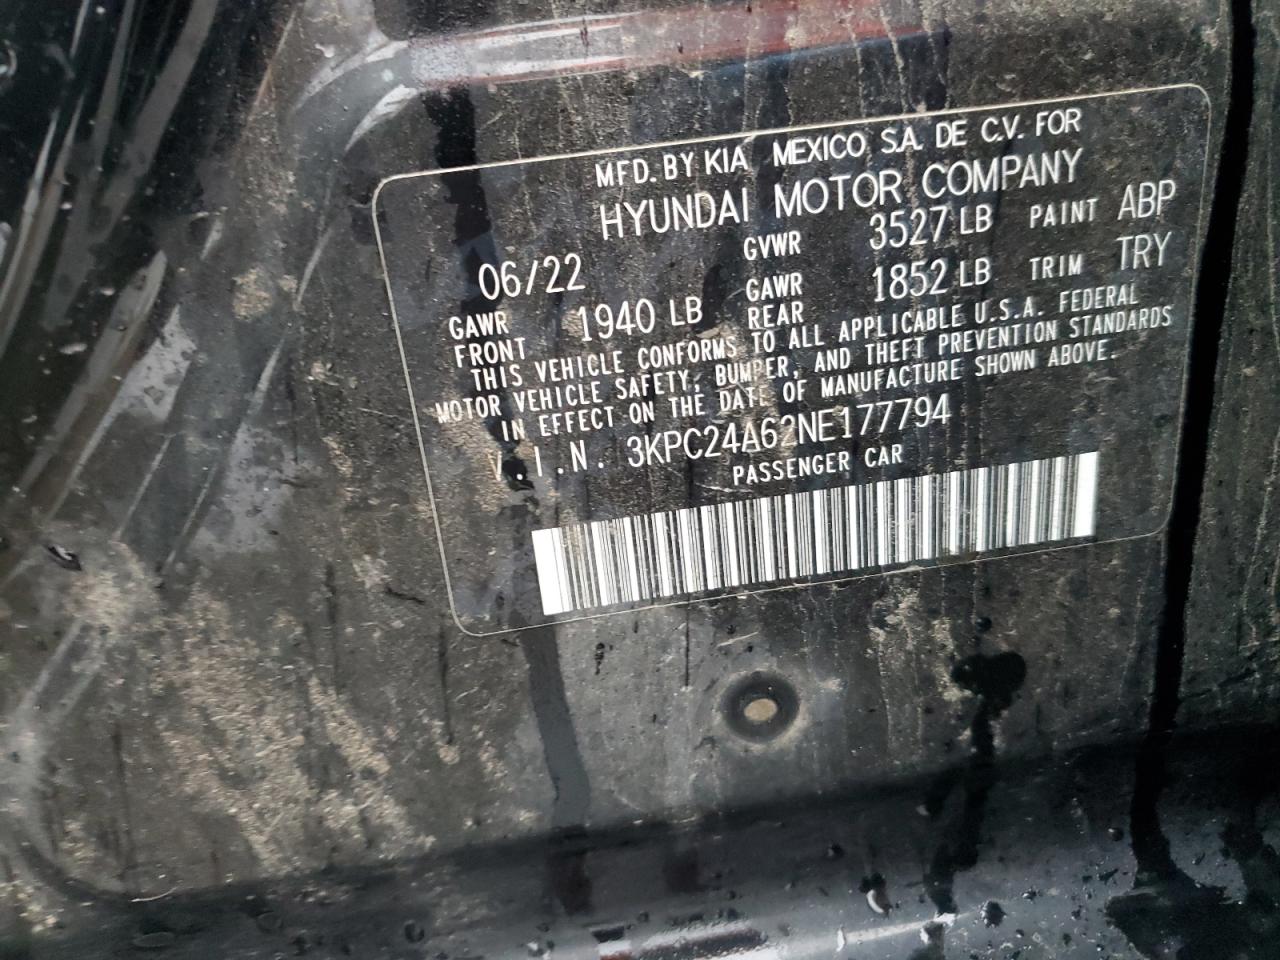 MFD. BY KIA MEXICO S.A. DE C.V. FOR
HYUNDAI MOTOR COMPANY
06/22 GVWR 3527 LB PAINT ABP
GAWR FRONT 1940 LB GAWR REAR 1852 LB TRIM TRY
THIS VEHICLE CONFORMS TO ALL APPLICABLE U.S.A. FEDERAL
MOTOR VEHICLE SAFETY, BUMPER, AND THEFT PREVENTION STANDARDS
IN EFFECT ON THE DATE OF MANUFACTURE SHOWN ABOVE.
V.I.N. 3KPC24A62NE177794
PASSENGER CAR